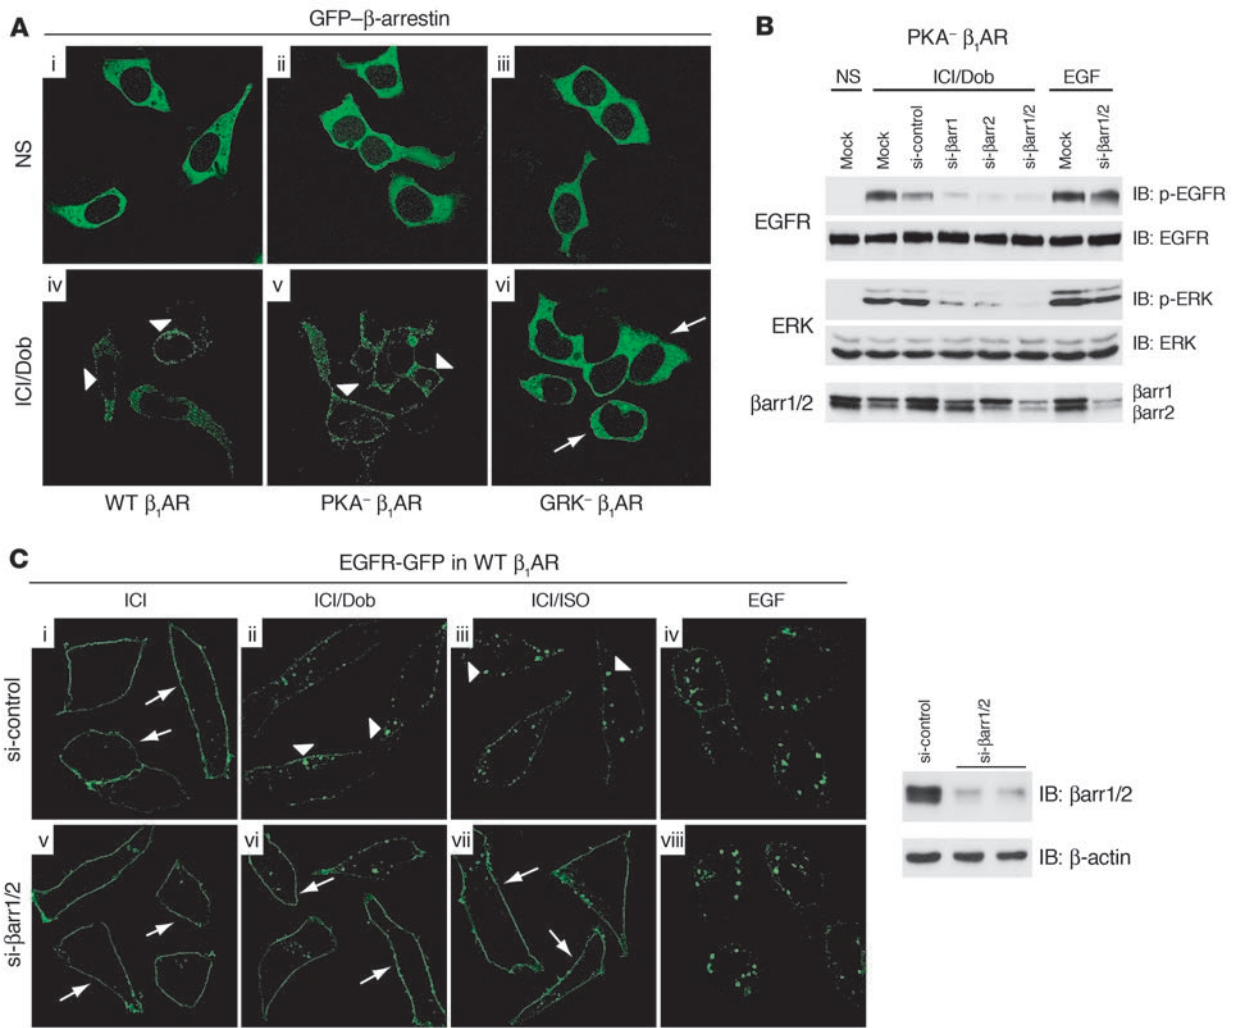 A
GFP–β-arrestin
i
ii
iii
NS
iv
v
vi
ICI/Dob
WT β₁AR
PKA⁻ β₁AR
GRK⁻ β₁AR
B
PKA⁻ β₁AR
NS
ICI/Dob
EGF
Mock
Mock
si-control
si-βarr1
si-βarr2
si-βarr1/2
Mock
si-βarr1/2
EGFR
IB: p-EGFR
IB: EGFR
ERK
IB: p-ERK
IB: ERK
βarr1/2
βarr1
βarr2
C
EGFR-GFP in WT β₁AR
ICI
ICI/Dob
ICI/ISO
EGF
si-control
i
ii
iii
iv
si-βarr1/2
v
vi
vii
viii
si-control
si-βarr1/2
IB: βarr1/2
IB: β-actin